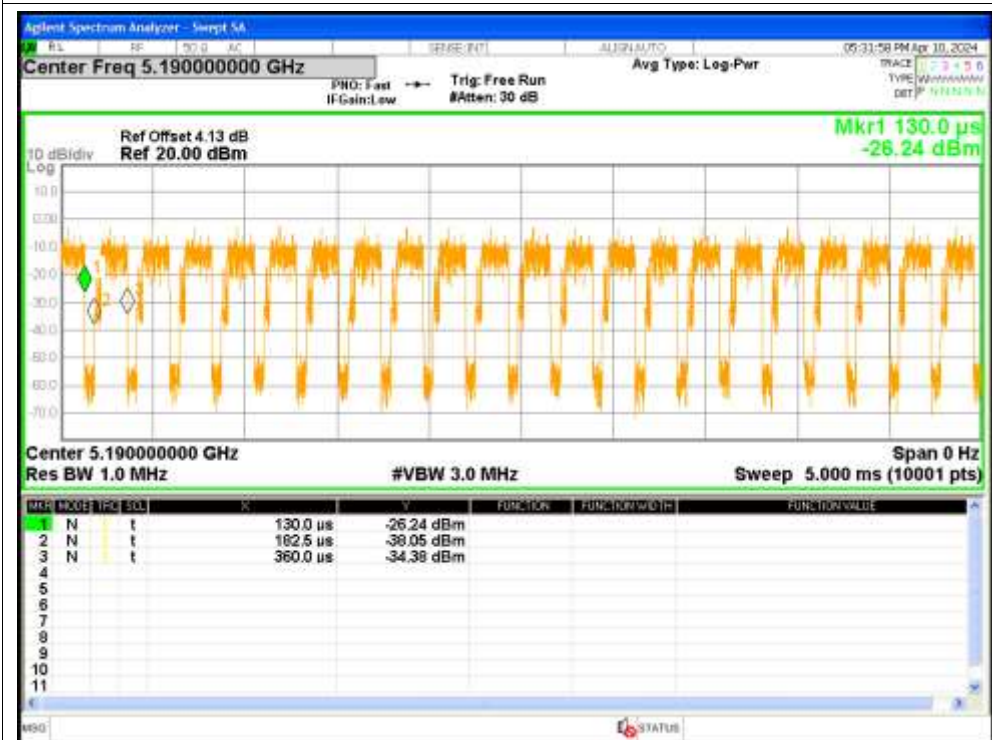 Agilent Spectrum Analyzer - Swept SA
RL RF 50 Ω AC SENSE:INT ALIGN AUTO 05:31:58 PM Apr 10, 2024
Center Freq 5.190000000 GHz Avg Type: Log-Pwr TRACE 1 2 3 4 5 6
PNO: Fast Trig: Free Run TYPE
IFGain:Low #Atten: 30 dB DET P N N N N N
Mkr1 130.0 µs
Ref Offset 4.13 dB
10 dB/div Ref 20.00 dBm -26.24 dBm
Log
10.0
0.00
-10.0
-20.0
-30.0
-40.0
-50.0
-60.0
-70.0
1
2
3
Center 5.190000000 GHz Span 0 Hz
Res BW 1.0 MHz #VBW 3.0 MHz Sweep 5.000 ms (10001 pts)
MKR MODE TRC SCL X Y FUNCTION FUNCTION WIDTH FUNCTION VALUE
1 N t 130.0 µs -26.24 dBm
2 N t 182.5 µs -38.05 dBm
3 N t 360.0 µs -34.38 dBm
4
5
6
7
8
9
10
11
MSG STATUS